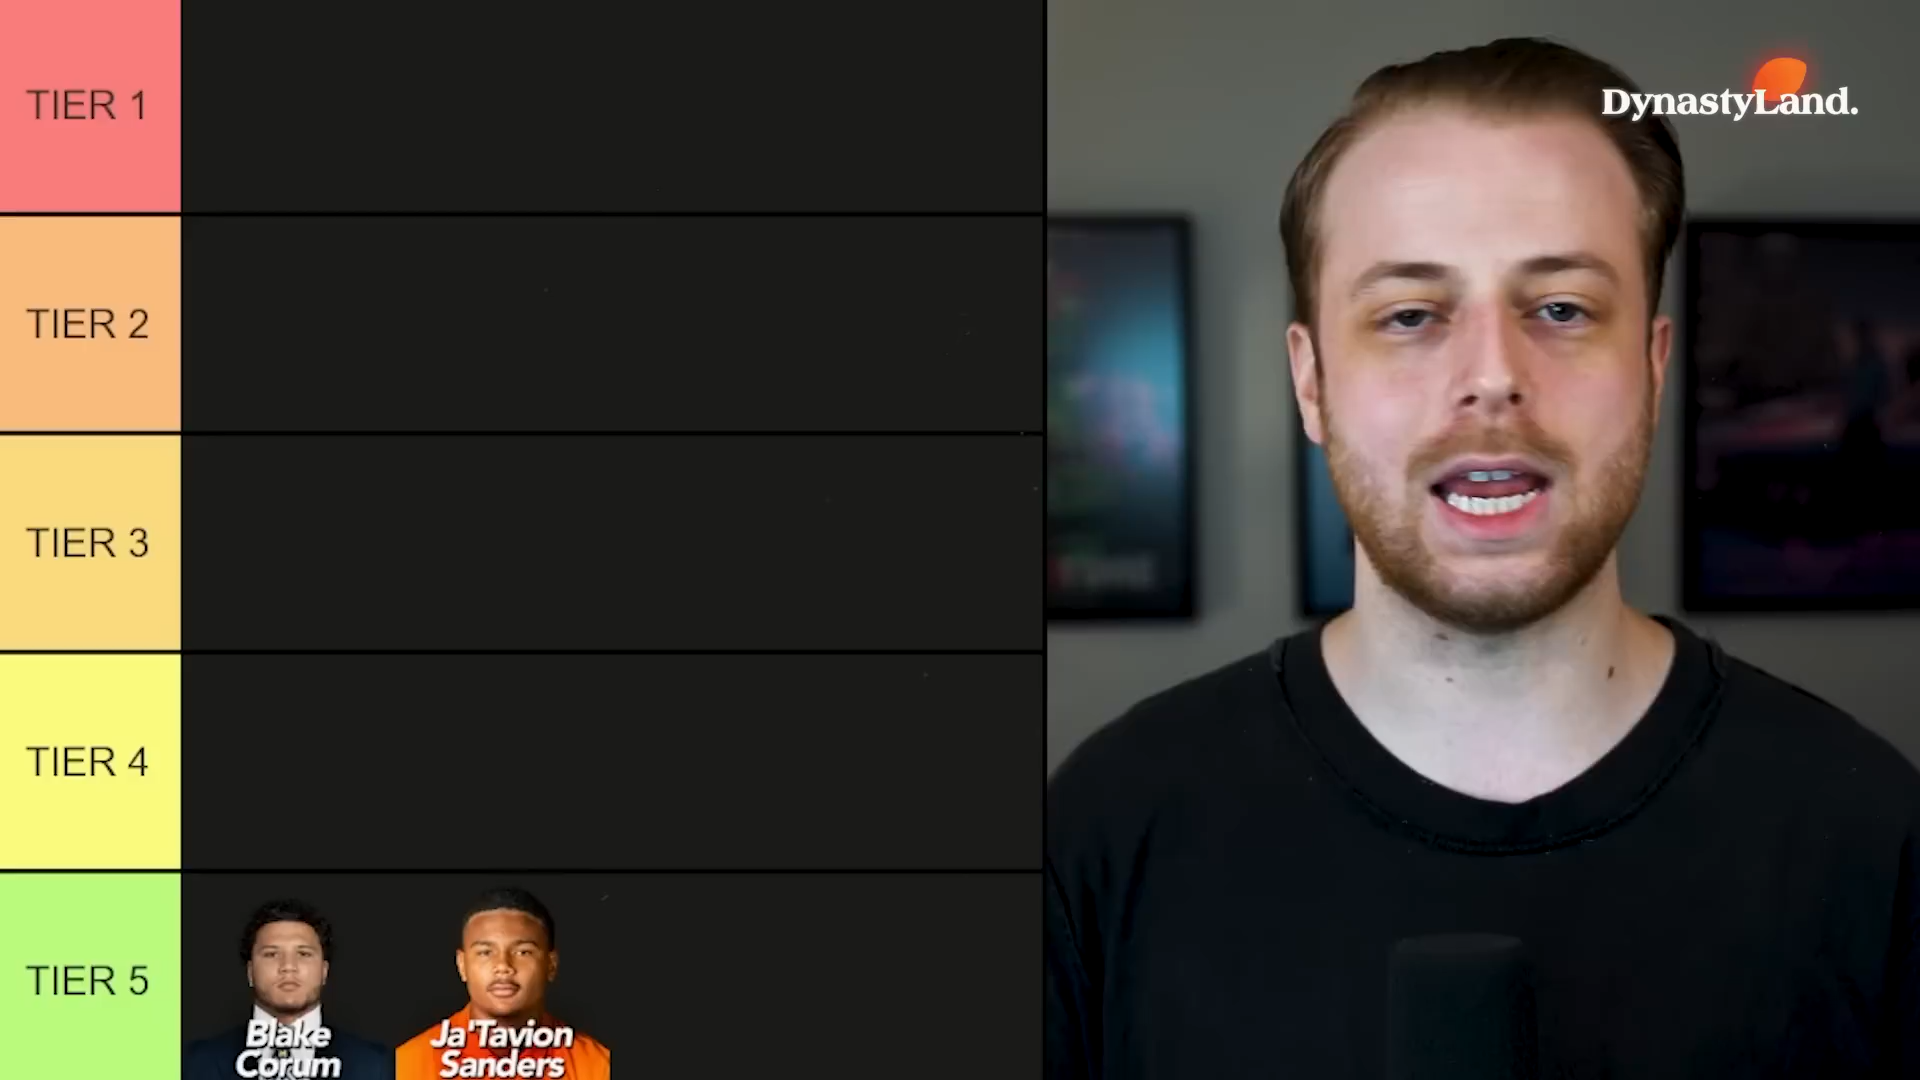 TIER 1
DynastyLand.
TIER 2
TIER 3
TIER 4
TIER 5
Blake
Corum
Ja'Tavion
Sanders